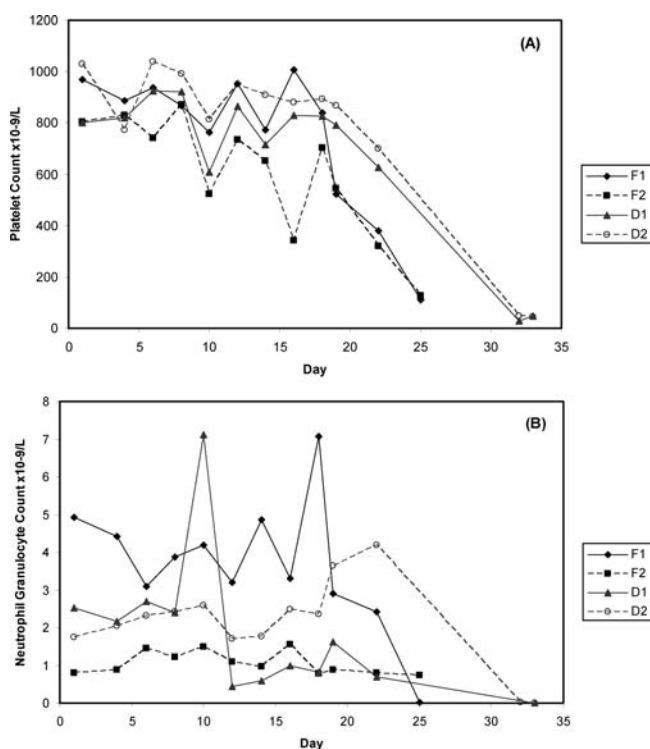 (A)
Platelet Count x10-9/L
1200
1000
800
600
400
200
0
0 5 10 15 20 25 30 35
Day
F1
F2
D1
D2
(B)
Neutrophil Granulocyte Count x10-9/L
8
7
6
5
4
3
2
1
0
0 5 10 15 20 25 30 35
Day
F1
F2
D1
D2